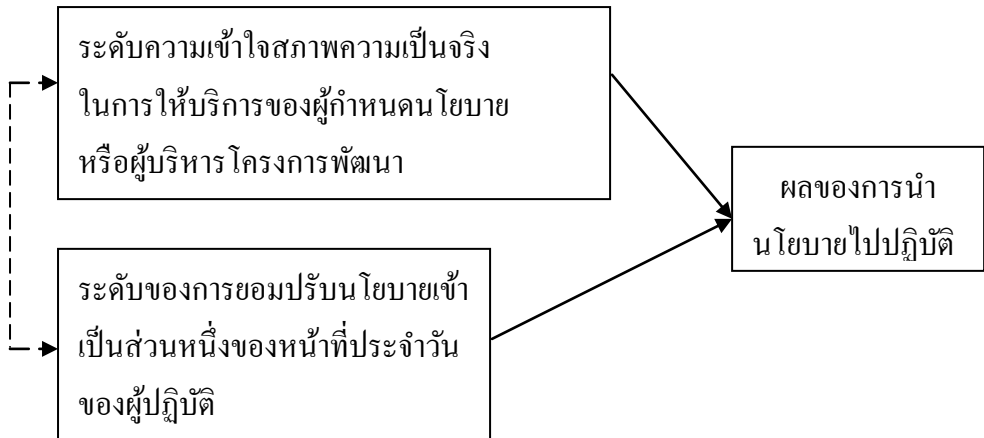 ระดับความเข้าใจสภาพความเป็นจริง
ในการให้บริการของผู้กำหนดนโยบาย
หรือผู้บริหารโครงการพัฒนา
ผลของการนำ
นโยบายไปปฏิบัติ
ระดับของการยอมปรับนโยบายเข้า
เป็นส่วนหนึ่งของหน้าที่ประจำวัน
ของผู้ปฏิบัติ